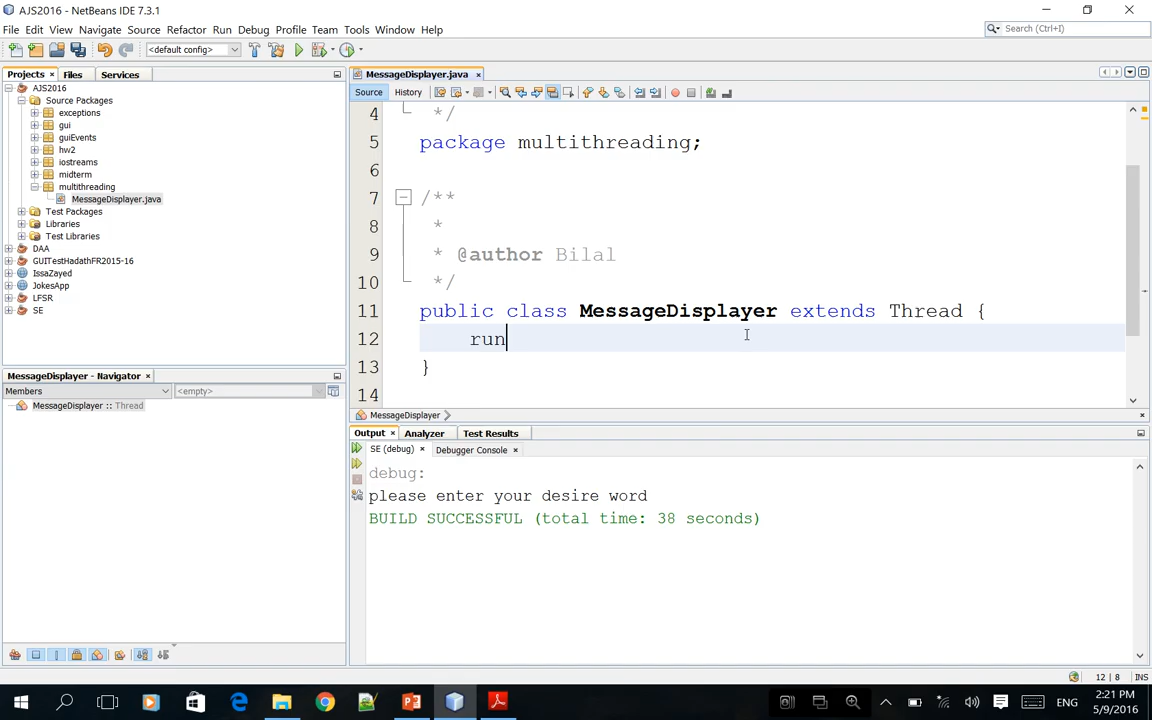 AJS2016 - NetBeans IDE 7.3.1
File Edit View Navigate Source Refactor Run Debug Profile Team Tools Window Help
Search (Ctrl+I)
<default config>
Projects Files Services
AJS2016
Source Packages
exceptions
gui
guiEvents
hw2
iostreams
midterm
multithreading
MessageDisplayer.java
Test Packages
Libraries
Test Libraries
DAA
GUITestHadathFR2015-16
IssaZayed
JokesApp
LFSR
SE
MessageDisplayer - Navigator
Members <empty>
MessageDisplayer :: Thread
MessageDisplayer.java
Source History
4 */
5 package multithreading;
6
7 /**
8 *
9 * @author Bilal
10 */
11 public class MessageDisplayer extends Thread {
12 run
13 }
14
MessageDisplayer
Output Analyzer Test Results
SE (debug) Debugger Console
debug:
please enter your desire word
BUILD SUCCESSFUL (total time: 38 seconds)
12 | 8 INS
ENG
2:21 PM
5/9/2016